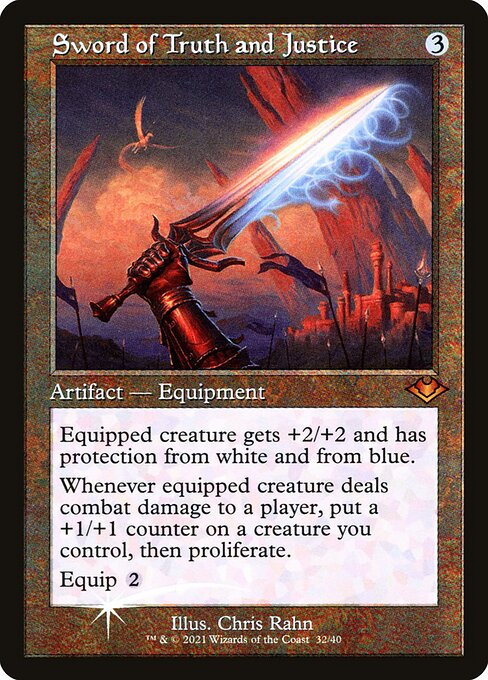 Sword of Truth and Justice 3
Artifact — Equipment
Equipped creature gets +2/+2 and has
protection from white and from blue.
Whenever equipped creature deals
combat damage to a player, put a
+1/+1 counter on a creature you
control, then proliferate.
Equip 2
Illus. Chris Rahn
™ & © 2021 Wizards of the Coast 32/40